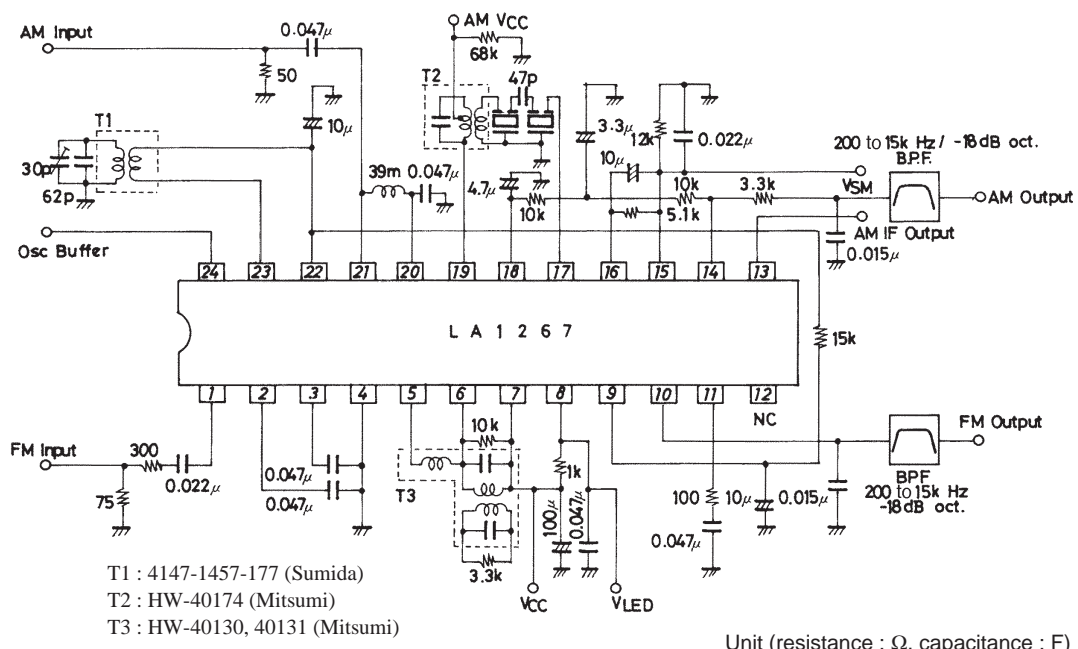 AM VCC
AM Input
0.047μ
68k
50
T2
47p
10μ
3.3μ
12k
0.022μ
200 to 15k Hz / -18dB oct.
B.P.F.
T1
30p
62p
39m
0.047μ
4.7μ
10μ
10k
10k
5.1k
3.3k
VSM
AM Output
AM IF Output
0.015μ
Osc Buffer
24 23 22 21 20 19 18 17 16 15 14 13
LA1267
15k
1 2 3 4 5 6 7 8 9 10 11 12
NC
FM Input
300
0.022μ
75
0.047μ
0.047μ
10k
T3
3.3k
1k
100μ
0.047μ
100
0.047μ
10μ
0.015μ
FM Output
B.P.F
200 to 15k Hz
-18dB oct.
VCC
VLED
T1 : 4147-1457-177 (Sumida)
T2 : HW-40174 (Mitsumi)
T3 : HW-40130, 40131 (Mitsumi)
Unit (resistance : Ω, capacitance : F)